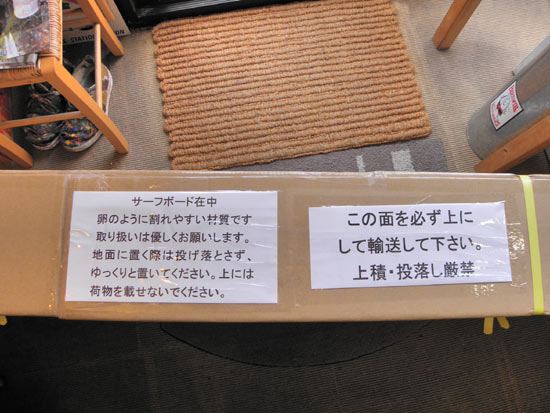 STATION
サーフボード在中
卵のように割れやすい材質です
取り扱いは優しくお願いします。
地面に置く際は投げ落とさず、
ゆっくりと置いてください。上には
荷物を載せないでください。
この面を必ず上に
して輸送して下さい。
上積・投落し厳禁